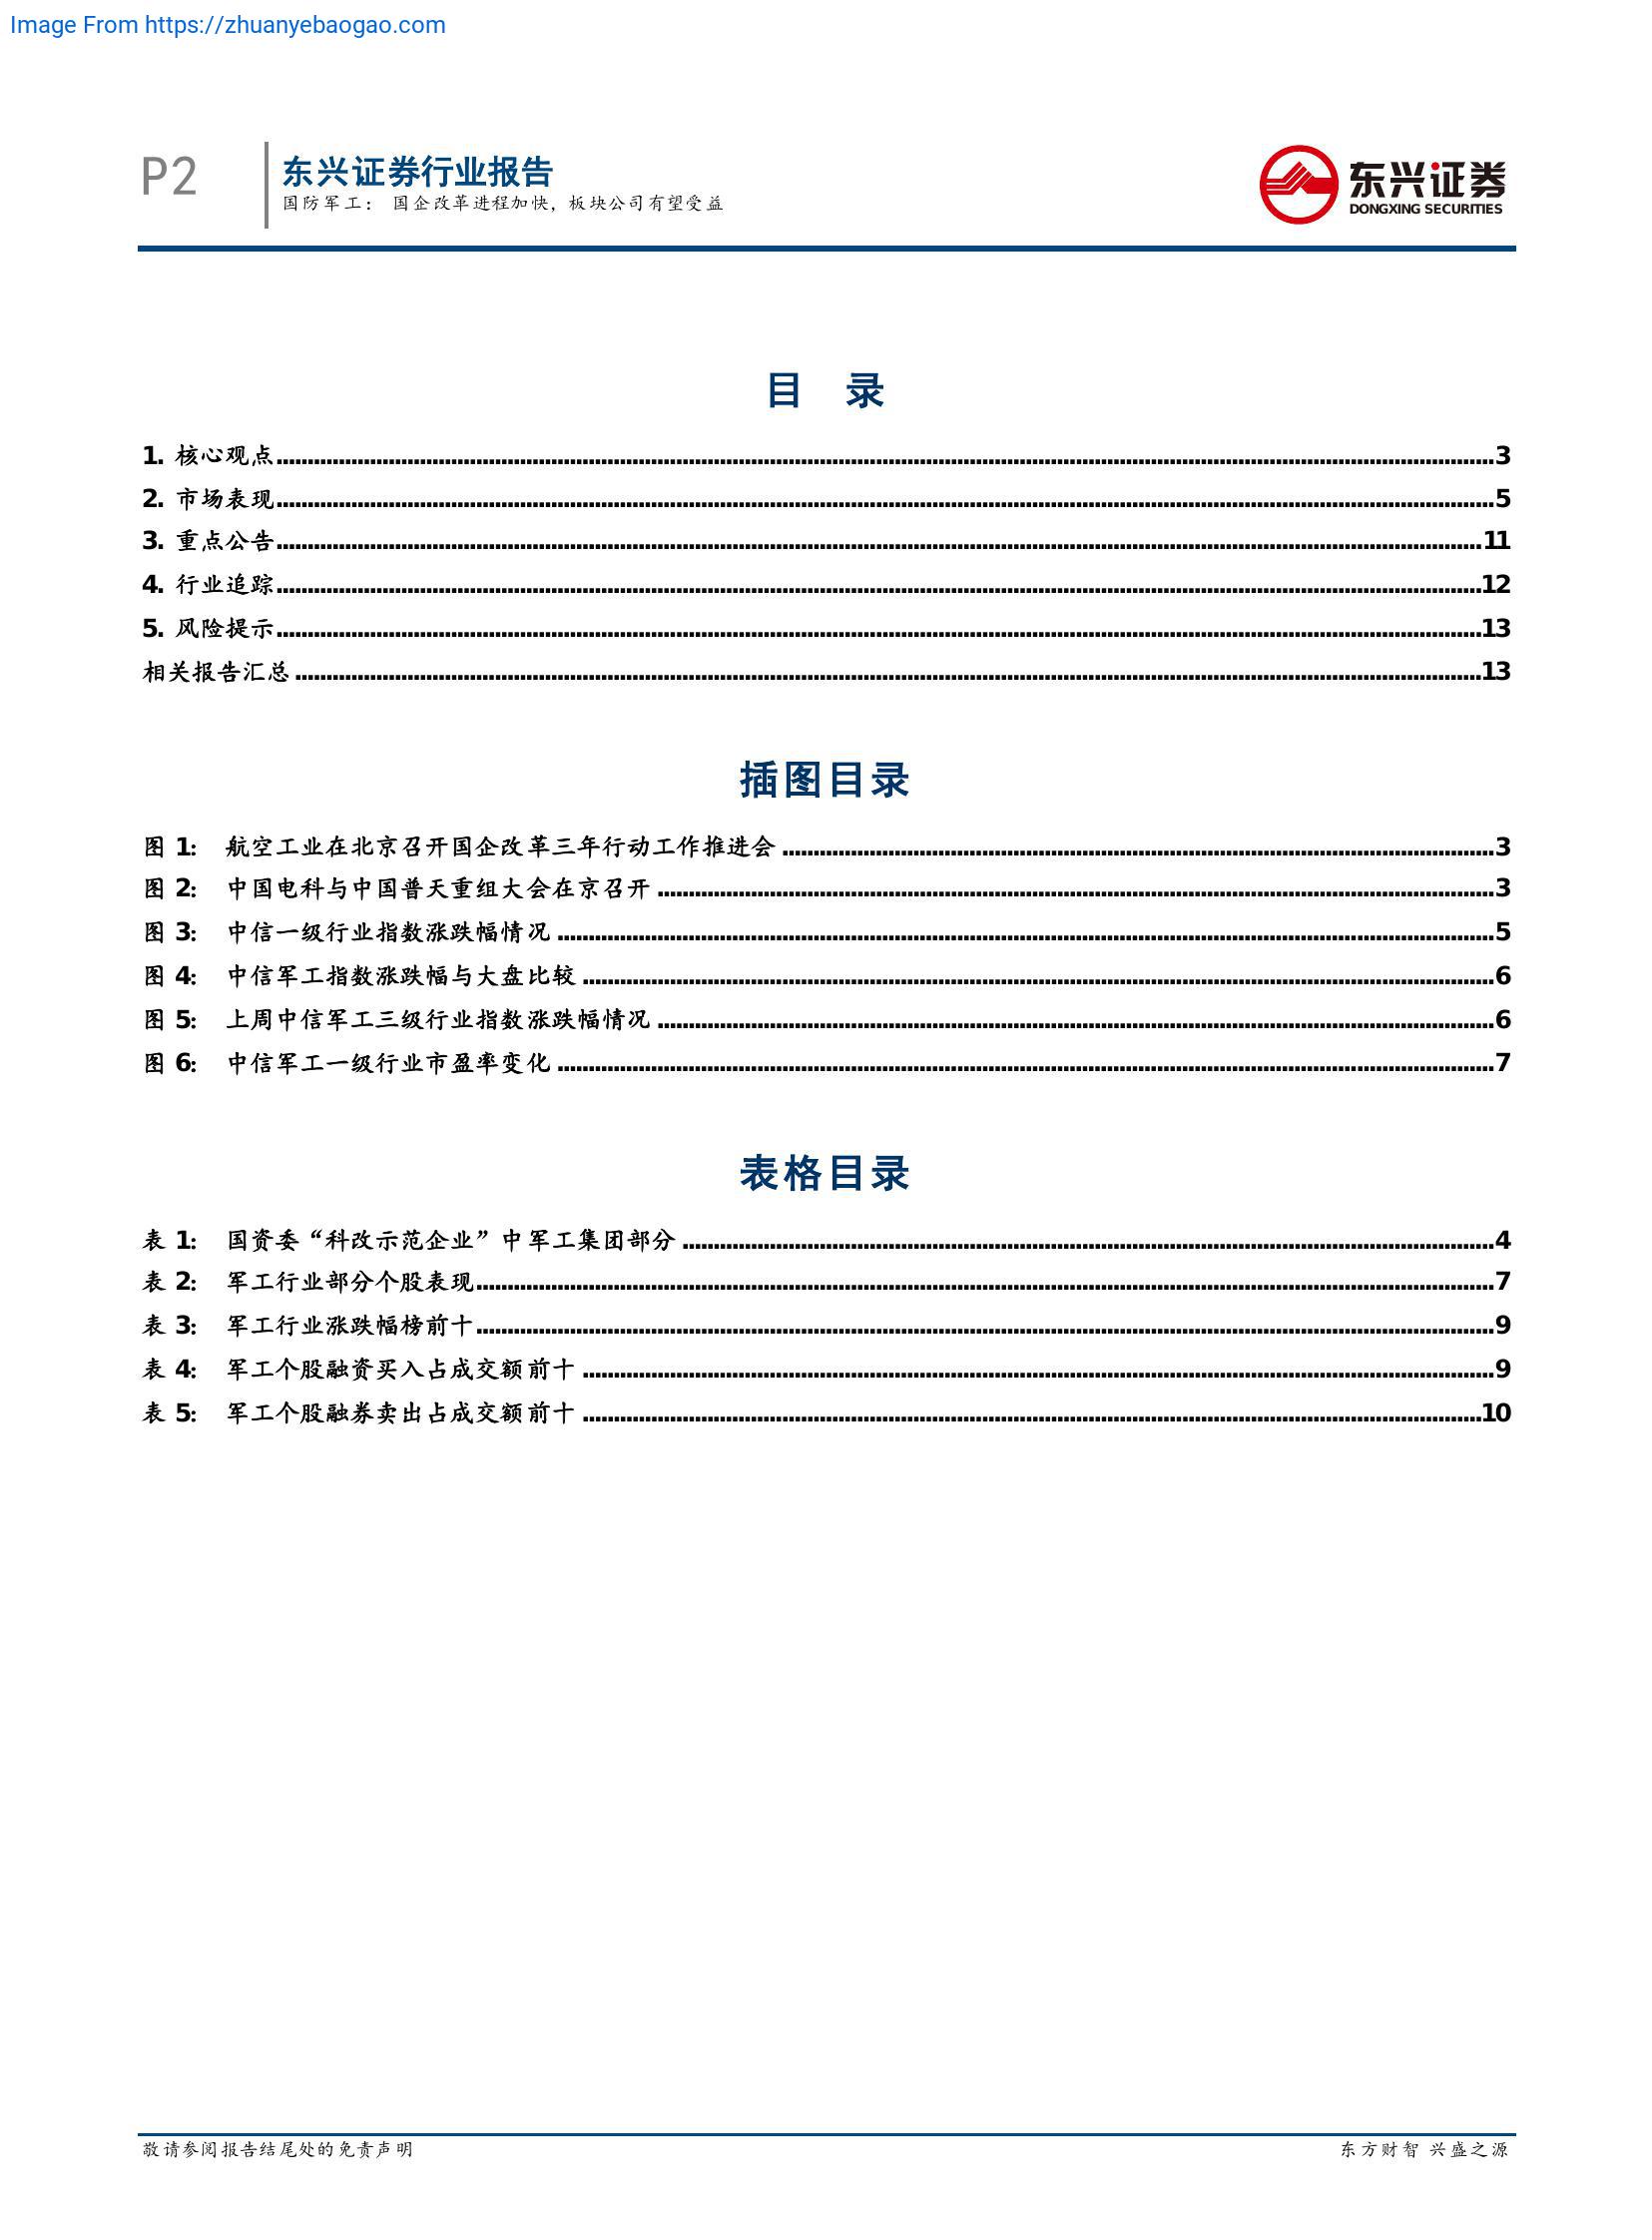 Image From https://zhuanyebaogao.com
P2
东兴证券行业报告
国防军工： 国企改革进程加快，板块公司有望受益
东兴证券
DONGXING SECURITIES
目 录
1. 核心观点........3
2. 市场表现........5
3. 重点公告........11
4. 行业追踪........12
5. 风险提示........13
相关报告汇总........13
插图目录
图 1: 航空工业在北京召开国企改革三年行动工作推进会........3
图 2: 中国电科与中国普天重组大会在京召开........3
图 3: 中信一级行业指数涨跌幅情况........5
图 4: 中信军工指数涨跌幅与大盘比较........6
图 5: 上周中信军工三级行业指数涨跌幅情况........6
图 6: 中信军工一级行业市盈率变化........7
表格目录
表 1: 国资委“科改示范企业”中军工集团部分........4
表 2: 军工行业部分个股表现........7
表 3: 军工行业涨跌幅榜前十........9
表 4: 军工个股融资买入占成交额前十........9
表 5: 军工个股融券卖出占成交额前十........10
敬请参阅报告结尾处的免责声明
东方财智 兴盛之源